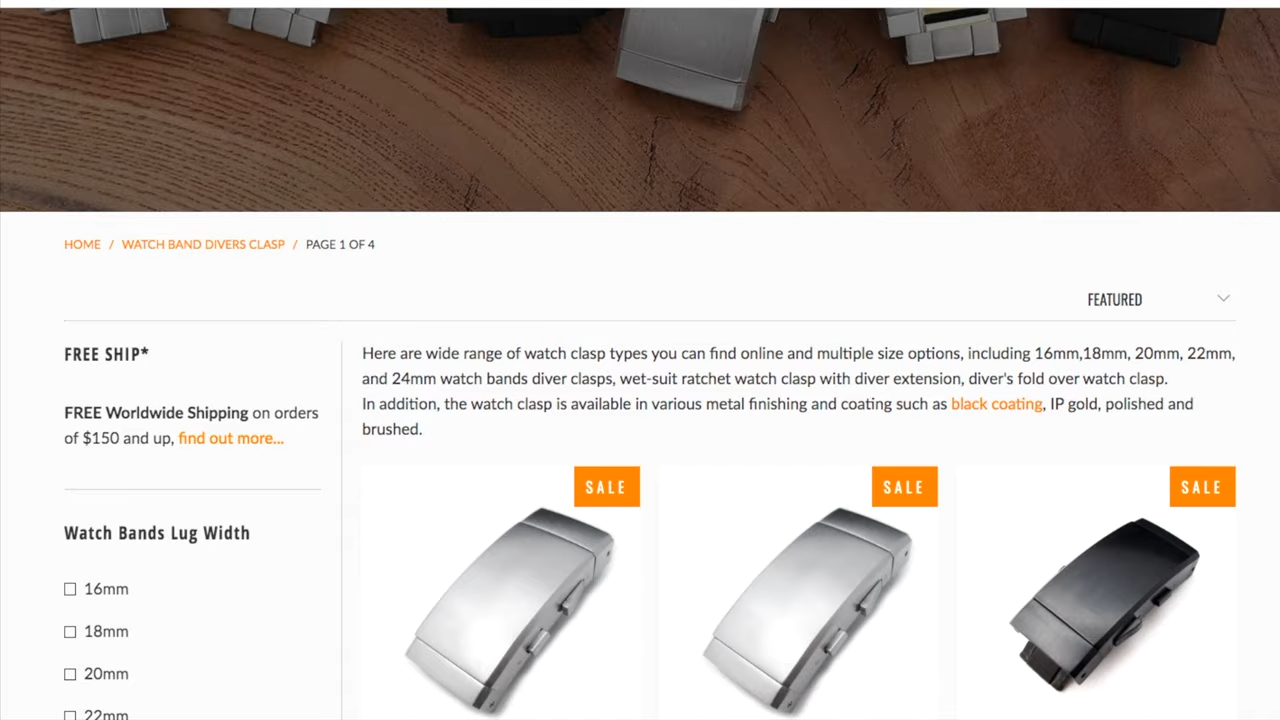 HOME / WATCH BAND DIVERS CLASP / PAGE 1 OF 4
FEATURED
FREE SHIP*
FREE Worldwide Shipping on orders
of $150 and up, find out more...
Watch Bands Lug Width
16mm
18mm
20mm
22mm
Here are wide range of watch clasp types you can find online and multiple size options, including 16mm,18mm, 20mm, 22mm,
and 24mm watch bands diver clasps, wet-suit ratchet watch clasp with diver extension, diver's fold over watch clasp.
In addition, the watch clasp is available in various metal finishing and coating such as black coating, IP gold, polished and
brushed.
SALE
SALE
SALE